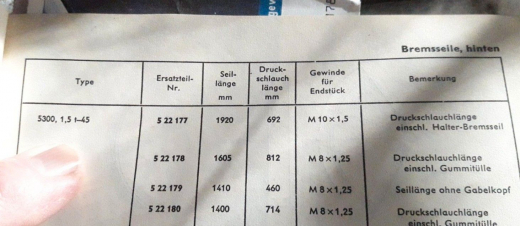 Bremsseile, hinten
Type Ersatzteil-Nr. Seil-länge mm Druck-schlauch länge mm Gewinde für Endstück Bemerkung
5300, 1,5 t–45 5 22 177 1920 692 M 10 × 1,5 Druckschlauchlänge
einschl. Halter-Bremsseil
5 22 178 1605 812 M 8 × 1,25 Druckschlauchlänge
einschl. Gummitülle
5 22 179 1410 460 M 8 × 1,25 Seillänge ohne Gabelkopf
5 22 180 1400 714 M 8 × 1,25 Druckschlauchlänge
einschl. Gummitülle